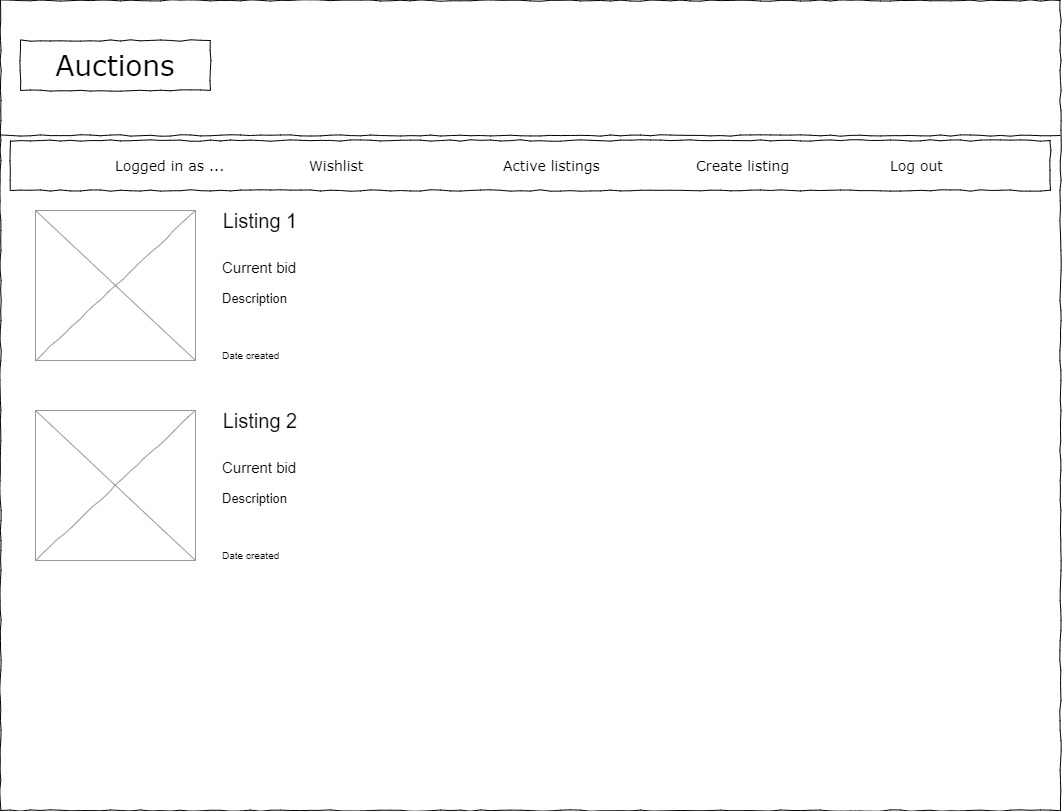 Auctions
Logged in as ... Wishlist Active listings Create listing Log out
Listing 1
Current bid
Description
Date created
Listing 2
Current bid
Description
Date created